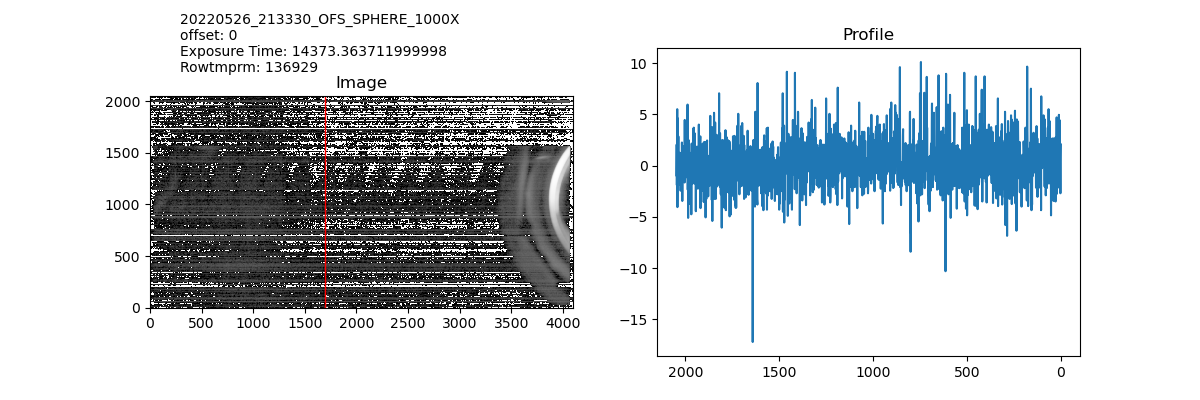 20220526_213330_OFS_SPHERE_1000X
offset: 0
Exposure Time: 14373.363711999998
Rowtmprm: 136929
Image
2000
1500
1000
500
0
0 500 1000 1500 2000 2500 3000 3500 4000
Profile
10
5
0
−5
−10
−15
2000 1500 1000 500 0